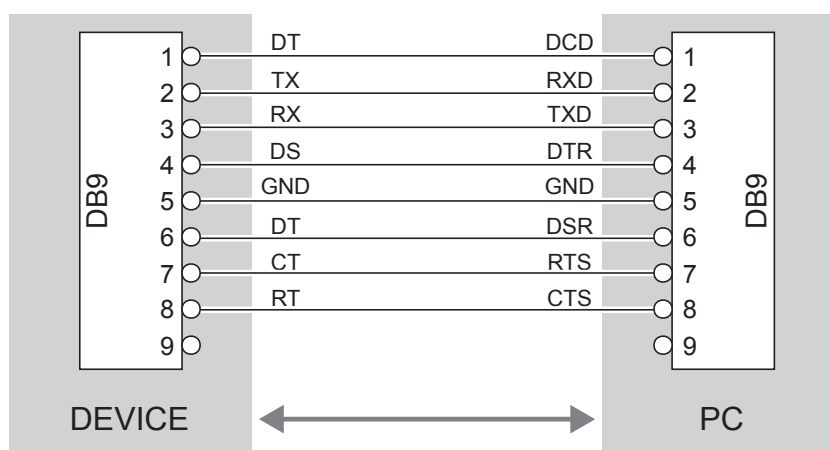 1 DT DCD 1
2 TX RXD 2
3 RX TXD 3
4 DS DTR 4
DB9 5 GND GND 5 DB9
6 DT DSR 6
7 CT RTS 7
8 RT CTS 8
9 9
DEVICE PC